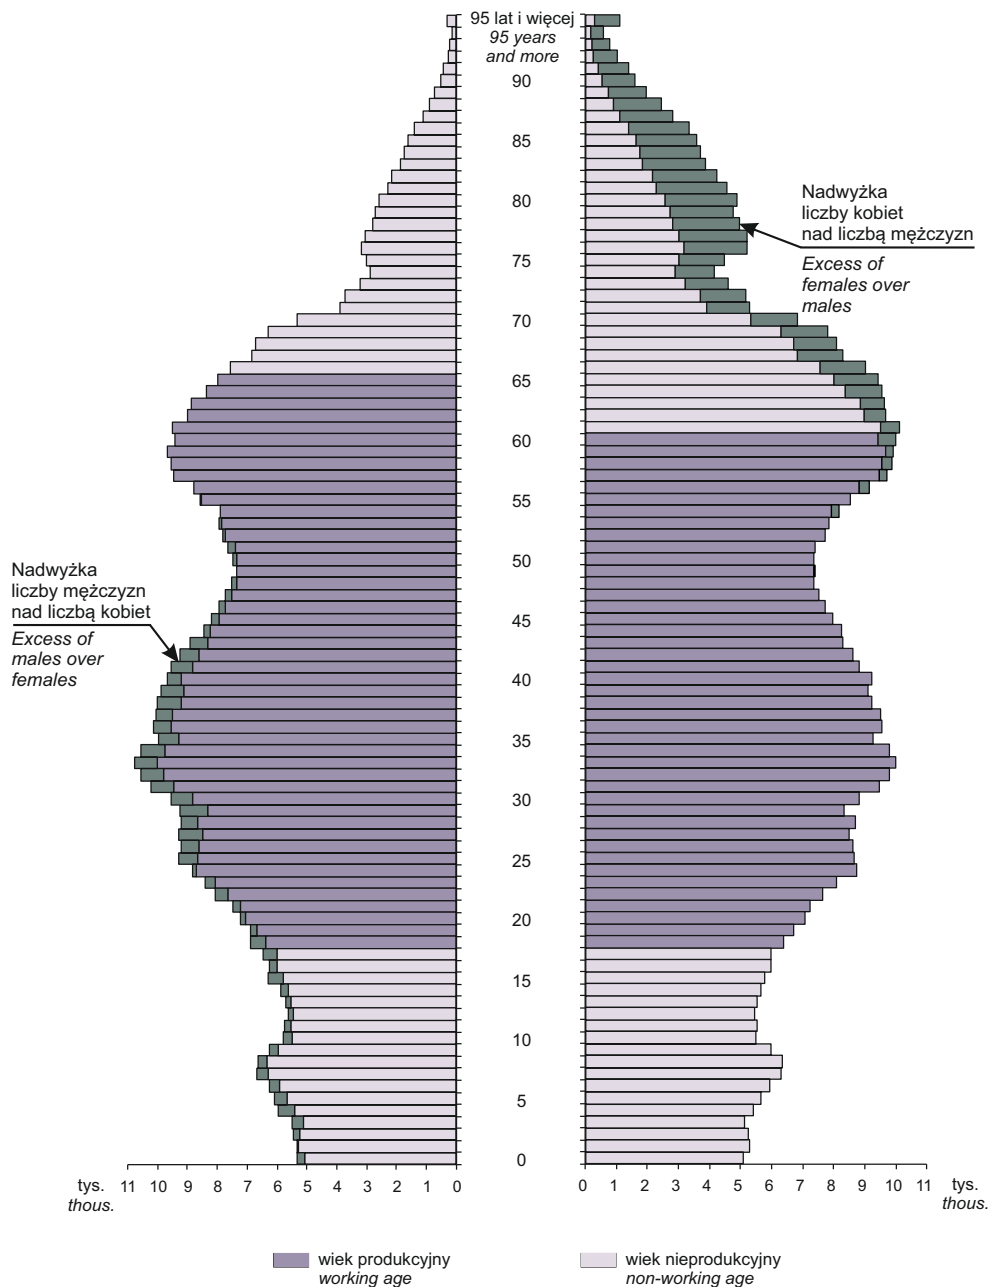 95 lat i więcej
95 years
and more
90
85
80
75
70
65
60
55
50
45
40
35
30
25
20
15
10
5
0
Nadwyżka
liczby kobiet
nad liczbą mężczyzn
Excess of
females over
males
Nadwyżka
liczby mężczyzn
nad liczbą kobiet
Excess of
males over
females
tys. 11 10 9 8 7 6 5 4 3 2 1 0
thous.
0 1 2 3 4 5 6 7 8 9 10 11 tys.
thous.
wiek produkcyjny
working age
wiek nieprodukcyjny
non-working age